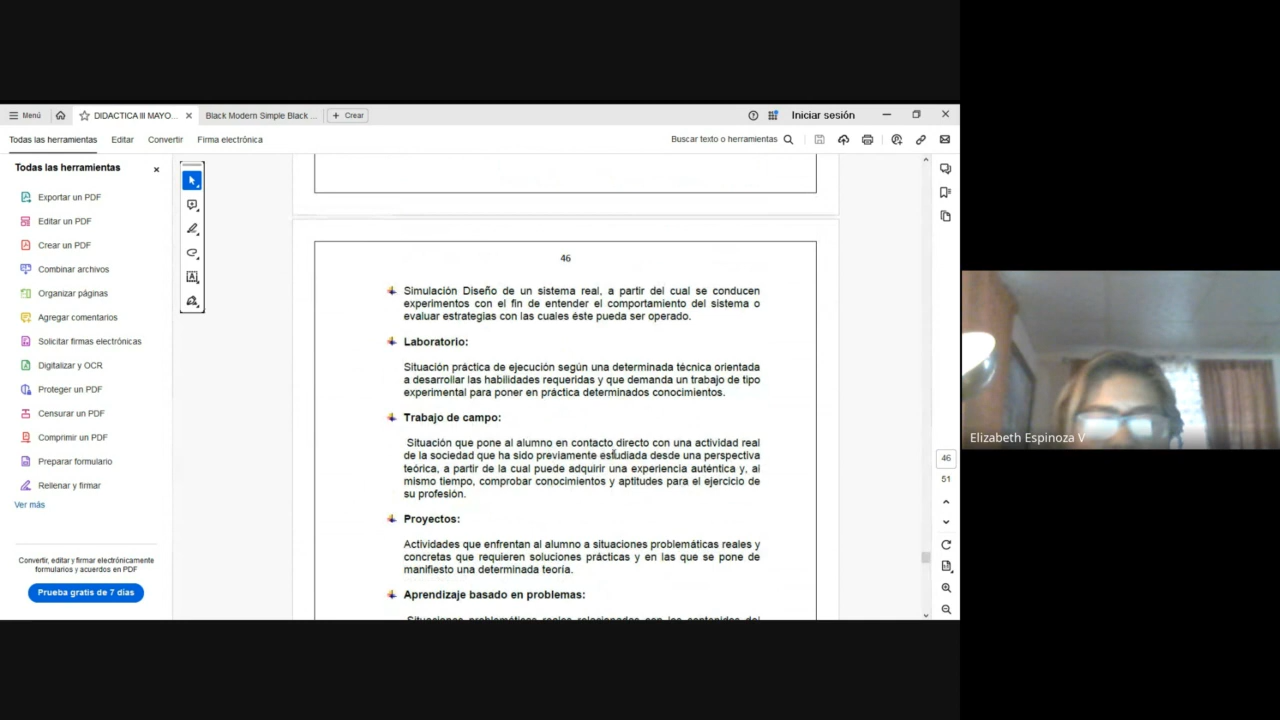 Menú
DIDACTICA III MAYO...
Black Modern Simple Black ...
+ Crear
Iniciar sesión
Todas las herramientas
Editar
Convertir
Firma electrónica
Buscar texto o herramientas
Todas las herramientas
Exportar un PDF
Editar un PDF
Crear un PDF
Combinar archivos
Organizar páginas
Agregar comentarios
Solicitar firmas electrónicas
Digitalizar y OCR
Proteger un PDF
Censurar un PDF
Comprimir un PDF
Preparar formulario
Rellenar y firmar
Ver más
Convertir, editar y firmar electrónicamente
formularios y acuerdos en PDF
Prueba gratis de 7 días
46
Simulación Diseño de un sistema real, a partir del cual se conducen
experimentos con el fin de entender el comportamiento del sistema o
evaluar estrategias con las cuales éste pueda ser operado.
Laboratorio:
Situación práctica de ejecución según una determinada técnica orientada
a desarrollar las habilidades requeridas y que demanda un trabajo de tipo
experimental para poner en práctica determinados conocimientos.
Trabajo de campo:
Situación que pone al alumno en contacto directo con una actividad real
de la sociedad que ha sido previamente estudiada desde una perspectiva
teórica, a partir de la cual puede adquirir una experiencia auténtica y, al
mismo tiempo, comprobar conocimientos y aptitudes para el ejercicio de
su profesión.
Proyectos:
Actividades que enfrentan al alumno a situaciones problemáticas reales y
concretas que requieren soluciones prácticas y en las que se pone de
manifiesto una determinada teoría.
Aprendizaje basado en problemas:
Situaciones problemáticas reales relacionadas con los contenidos del
46
51
Elizabeth Espinoza V